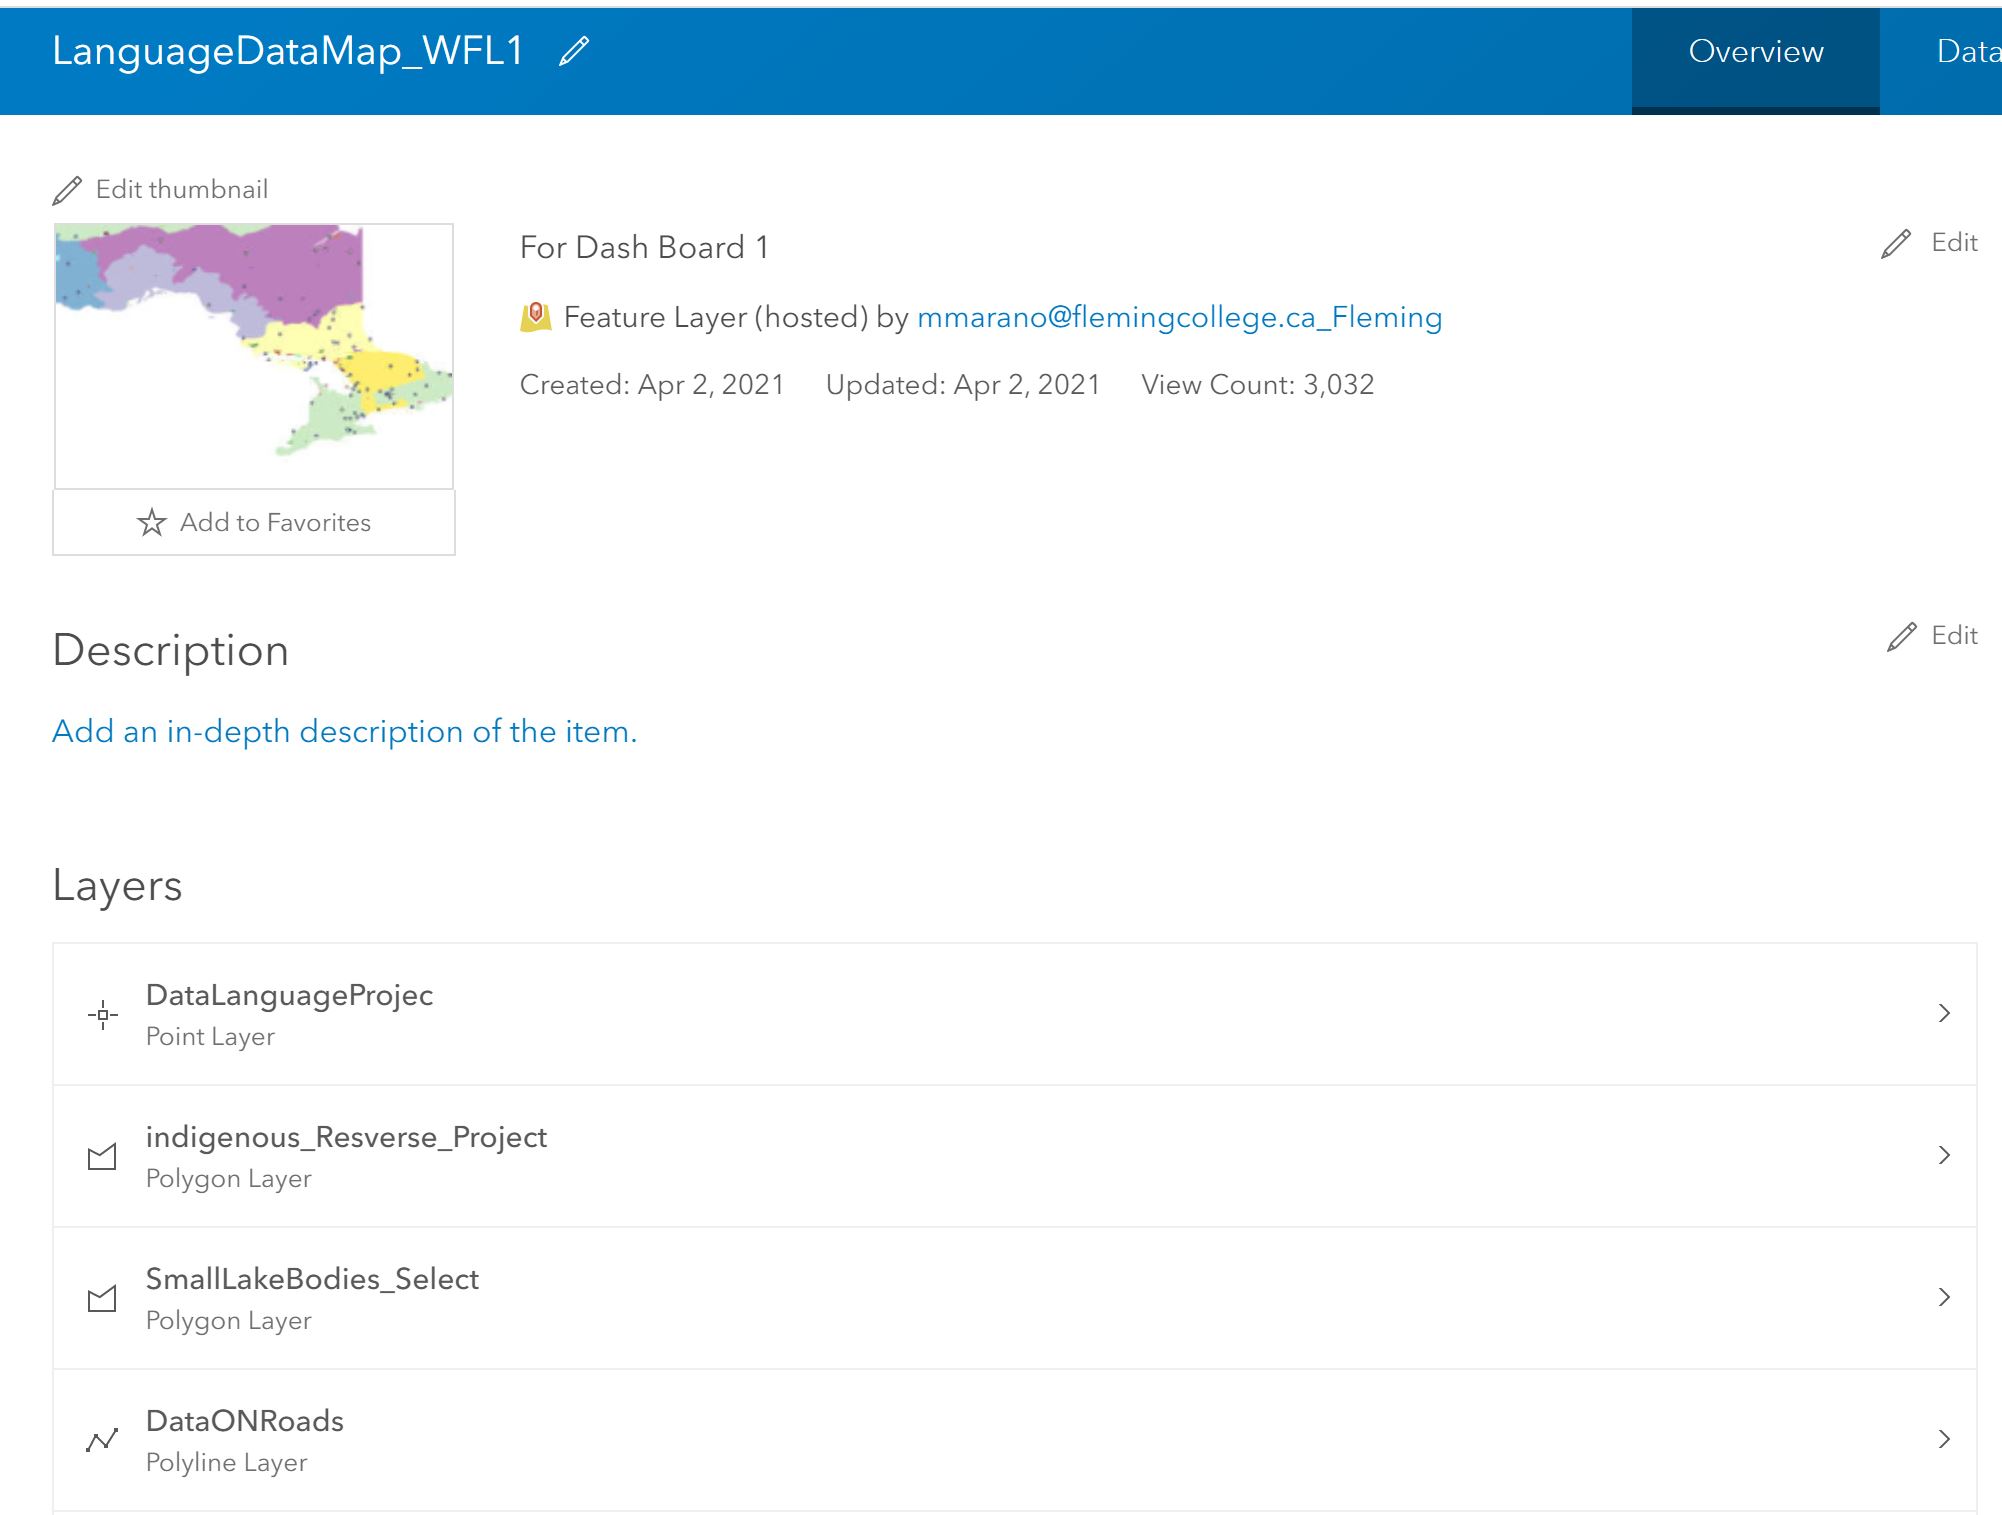 LanguageDataMap_WFL1
Overview
Data
Edit thumbnail
For Dash Board 1
Edit
Feature Layer (hosted) by mmarano@flemingcollege.ca_Fleming
Created: Apr 2, 2021 Updated: Apr 2, 2021 View Count: 3,032
Add to Favorites
Description
Edit
Add an in-depth description of the item.
Layers
DataLanguageProjec
Point Layer
indigenous_Resverse_Project
Polygon Layer
SmallLakeBodies_Select
Polygon Layer
DataONRoads
Polyline Layer